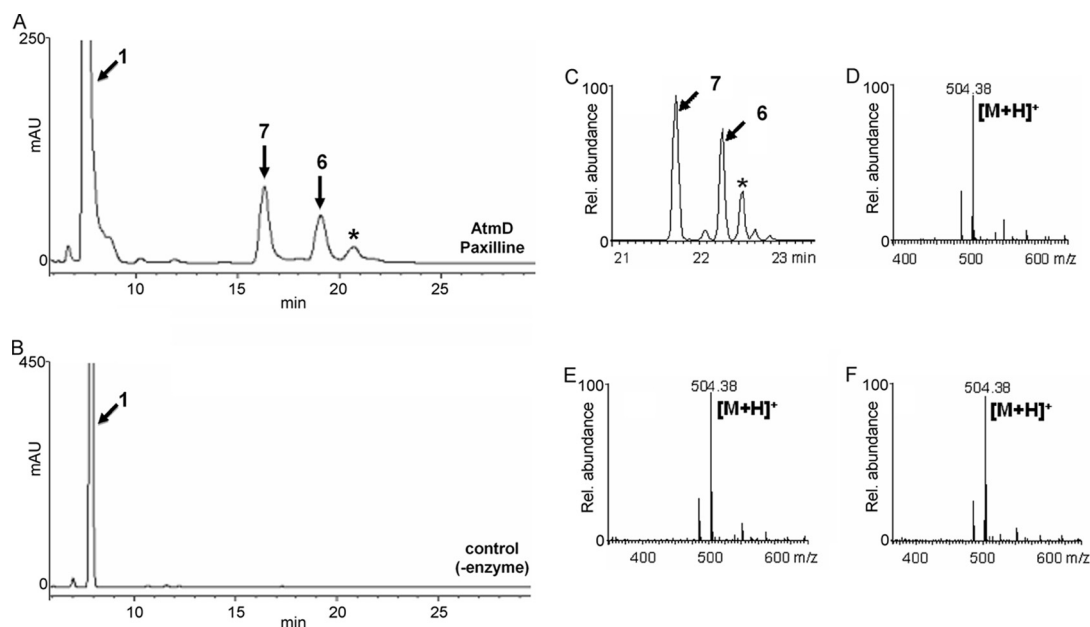 A
250
1
7
6
*
mAU
AtmD
Paxilline
0
10
15
20
25
min
B
450
1
mAU
control
(-enzyme)
0
10
15
20
25
min
C
100
7
6
*
Rel. abundance
0
21
22
23 min
D
100
504.38
[M+H]+
Rel. abundance
0
400
500
600 m/z
E
100
504.38
[M+H]+
Rel. abundance
0
400
500
600 m/z
F
100
504.38
[M+H]+
Rel. abundance
0
400
500
600 m/z